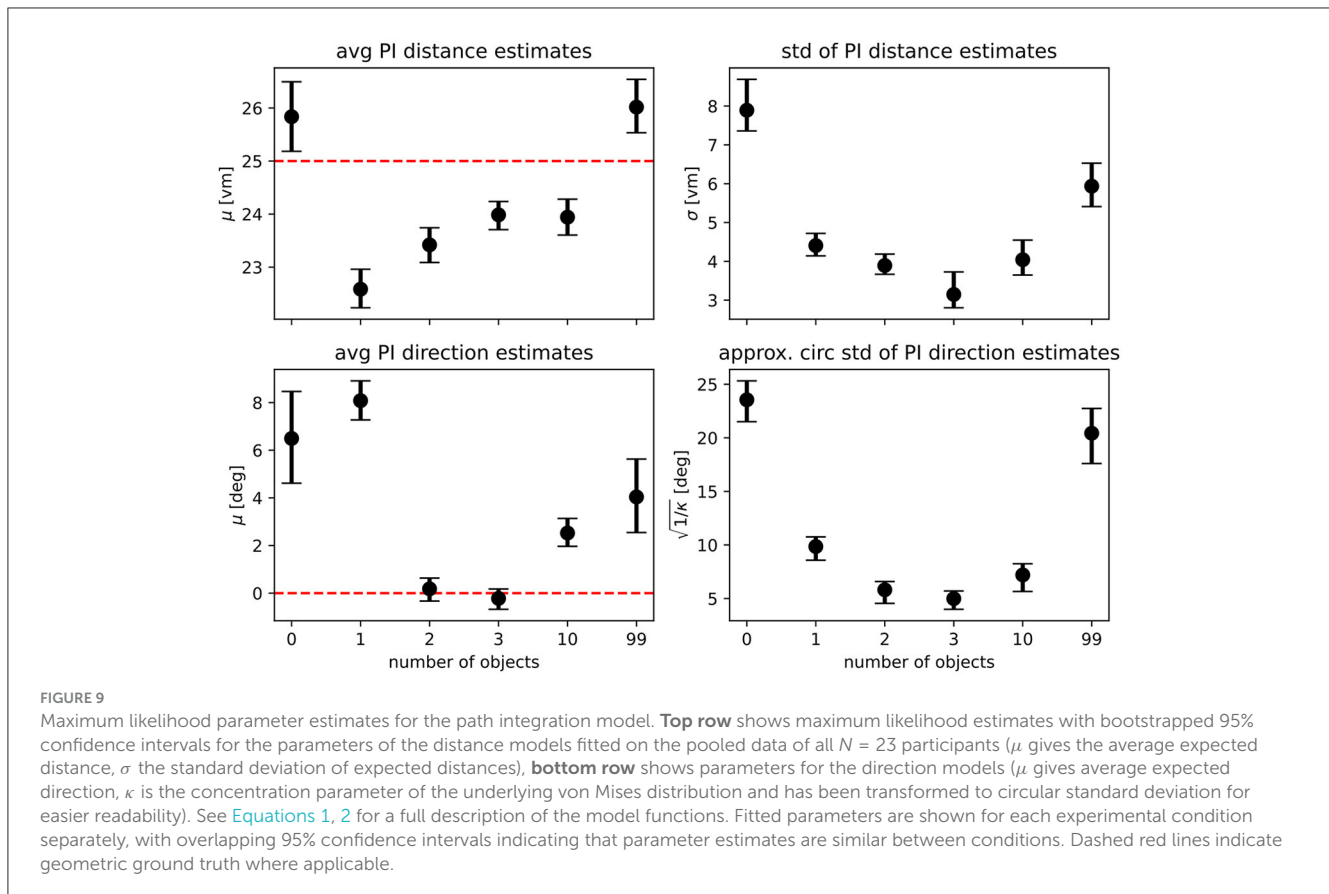 avg PI distance estimates
std of PI distance estimates
26
25
24
23
μ [vm]
8
7
6
5
4
3
σ [vm]
avg PI direction estimates
approx. circ std of PI direction estimates
8
6
4
2
0
μ [deg]
25
20
15
10
5
√1/κ [deg]
0 1 2 3 10 99
number of objects
0 1 2 3 10 99
number of objects
FIGURE 9
Maximum likelihood parameter estimates for the path integration model. Top row shows maximum likelihood estimates with bootstrapped 95%
confidence intervals for the parameters of the distance models fitted on the pooled data of all N = 23 participants (μ gives the average expected
distance, σ the standard deviation of expected distances), bottom row shows parameters for the direction models (μ gives average expected
direction, κ is the concentration parameter of the underlying von Mises distribution and has been transformed to circular standard deviation for
easier readability). See Equations 1, 2 for a full description of the model functions. Fitted parameters are shown for each experimental condition
separately, with overlapping 95% confidence intervals indicating that parameter estimates are similar between conditions. Dashed red lines indicate
geometric ground truth where applicable.